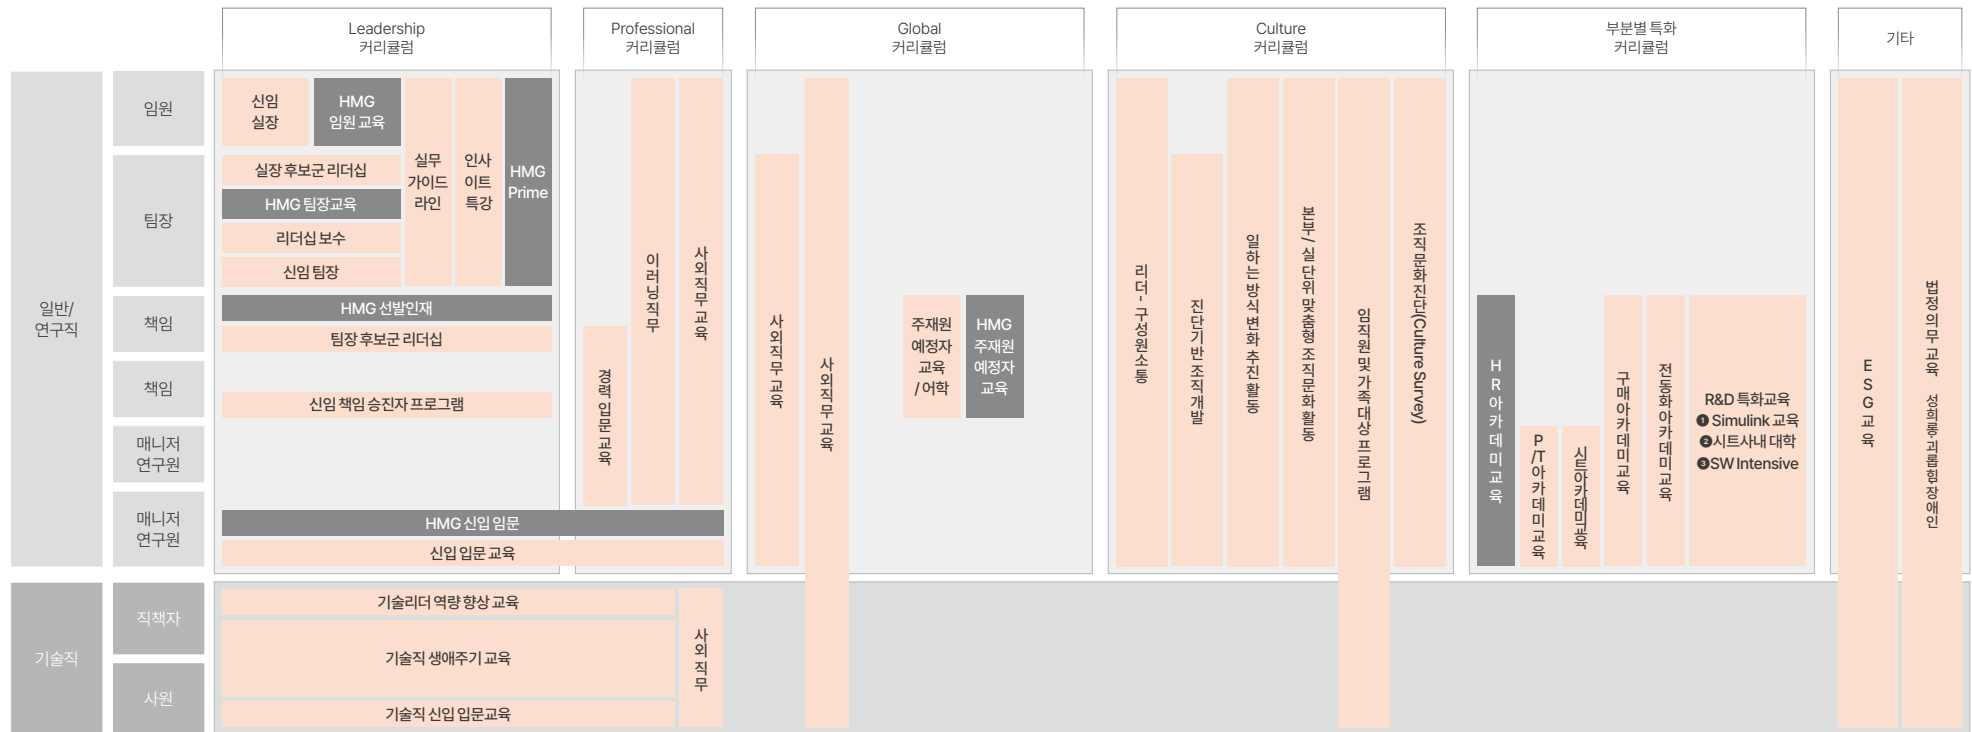 Leadership
커리큘럼
Professional
커리큘럼
Global
커리큘럼
Culture
커리큘럼
부분별 특화
커리큘럼
기타
일반/
연구직
임원
팀장
책임
책임
매니저
연구원
매니저
연구원
기술직
직책자
사원
신임
실장
HMG
임원 교육
실장 후보군 리더십
HMG 팀장교육
리더십 보수
신임 팀장
실무
가이드
라인
인사
이트
특강
HMG
Prime
HMG 선발인재
팀장 후보군 리더십
신임 책임 승진자 프로그램
HMG 신입 임문
신입 입문 교육
기술리더 역량 향상 교육
기술직 생애주기 교육
기술직 신입 입문교육
경력 입문 교육
이러닝 직무
사외 직무 교육
사외 직무
사외 직무 교육
사외 직무 교육
주재원
예정자
교육
/ 어학
HMG
주재원
예정자
교육
리더-구성원 소통
진단기반 조직개발
일하는 방식 변화 추진 활동
본부/실 단위 맞춤형 조직문화 활동
임직원 및 가족 대상 프로그램
조직문화진단(Culture Survey)
HR아카데미 교육
P/T아카데미 교육
시트아카데미교육
구매아카데미 교육
전동화아카데미 교육
R&D 특화교육
❶ Simulink 교육
❷시트사내 대학
❸SW Intensive
ESG 교육
법정의무 교육 성희롱,괴롭힘,장애인